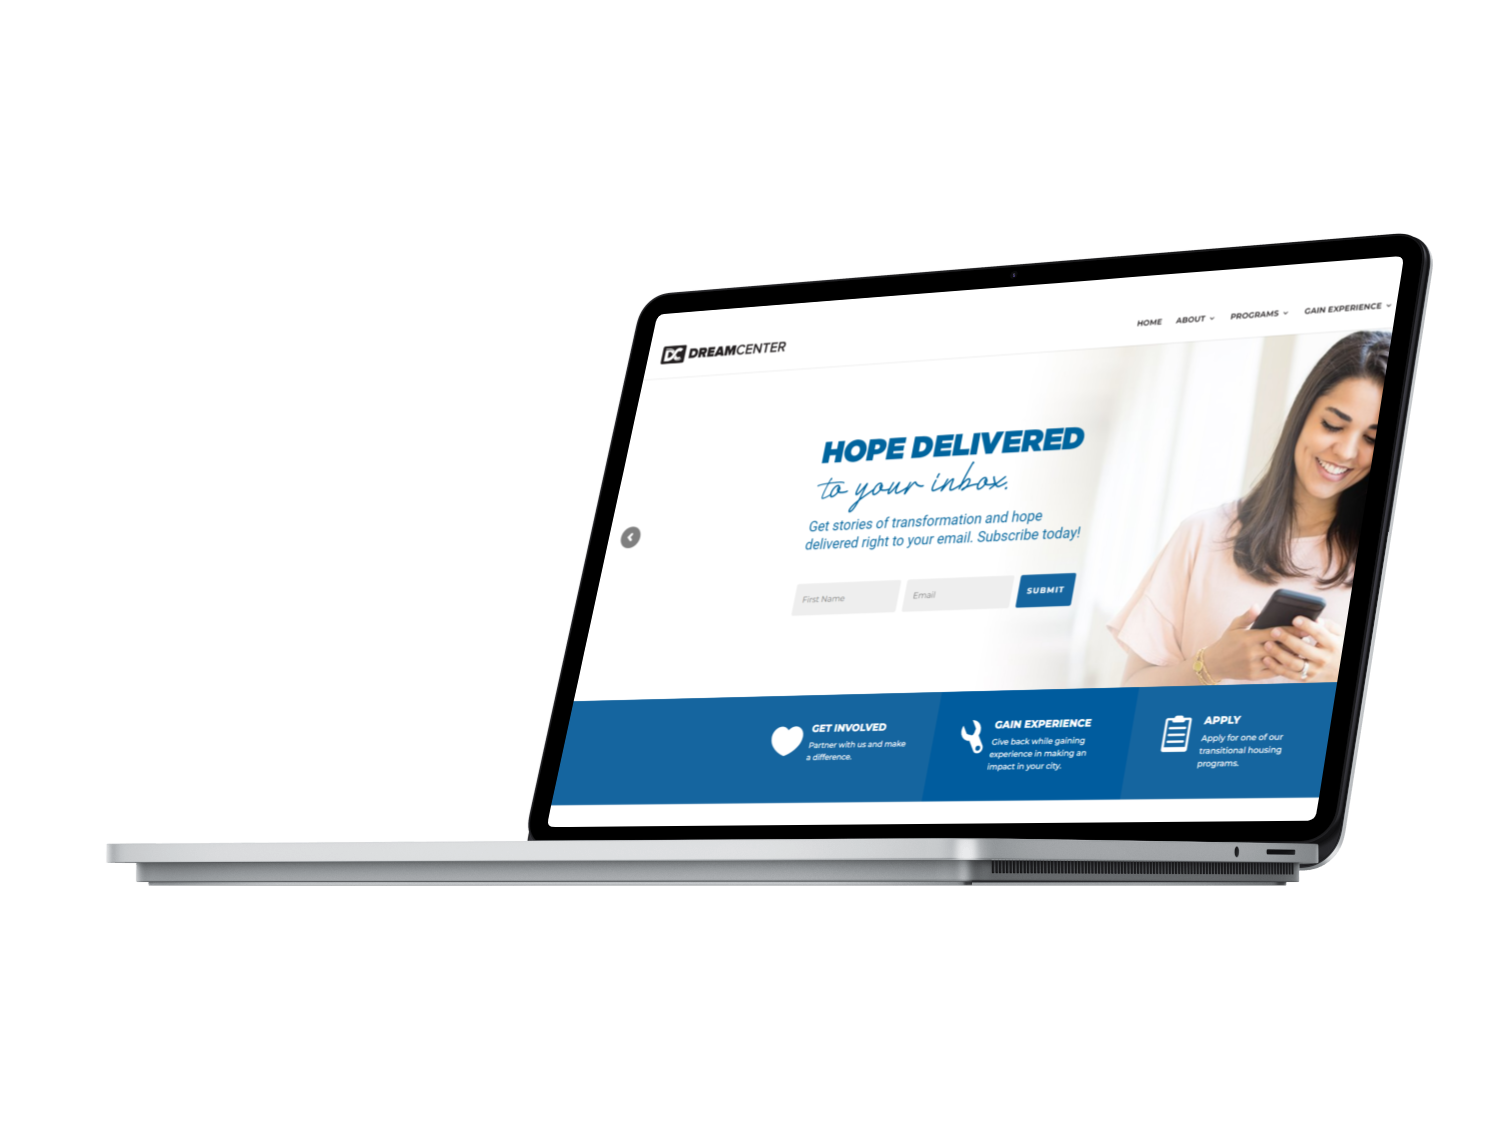 DC DREAMCENTER
HOME ABOUT PROGRAMS GAIN EXPERIENCE
HOPE DELIVERED
to your inbox.
Get stories of transformation and hope
delivered right to your email. Subscribe today!
First Name Email SUBMIT
GET INVOLVED
Partner with us and make
a difference.
GAIN EXPERIENCE
Give back while gaining
experience in making an
impact in your city.
APPLY
Apply for one of our
transitional housing
programs.